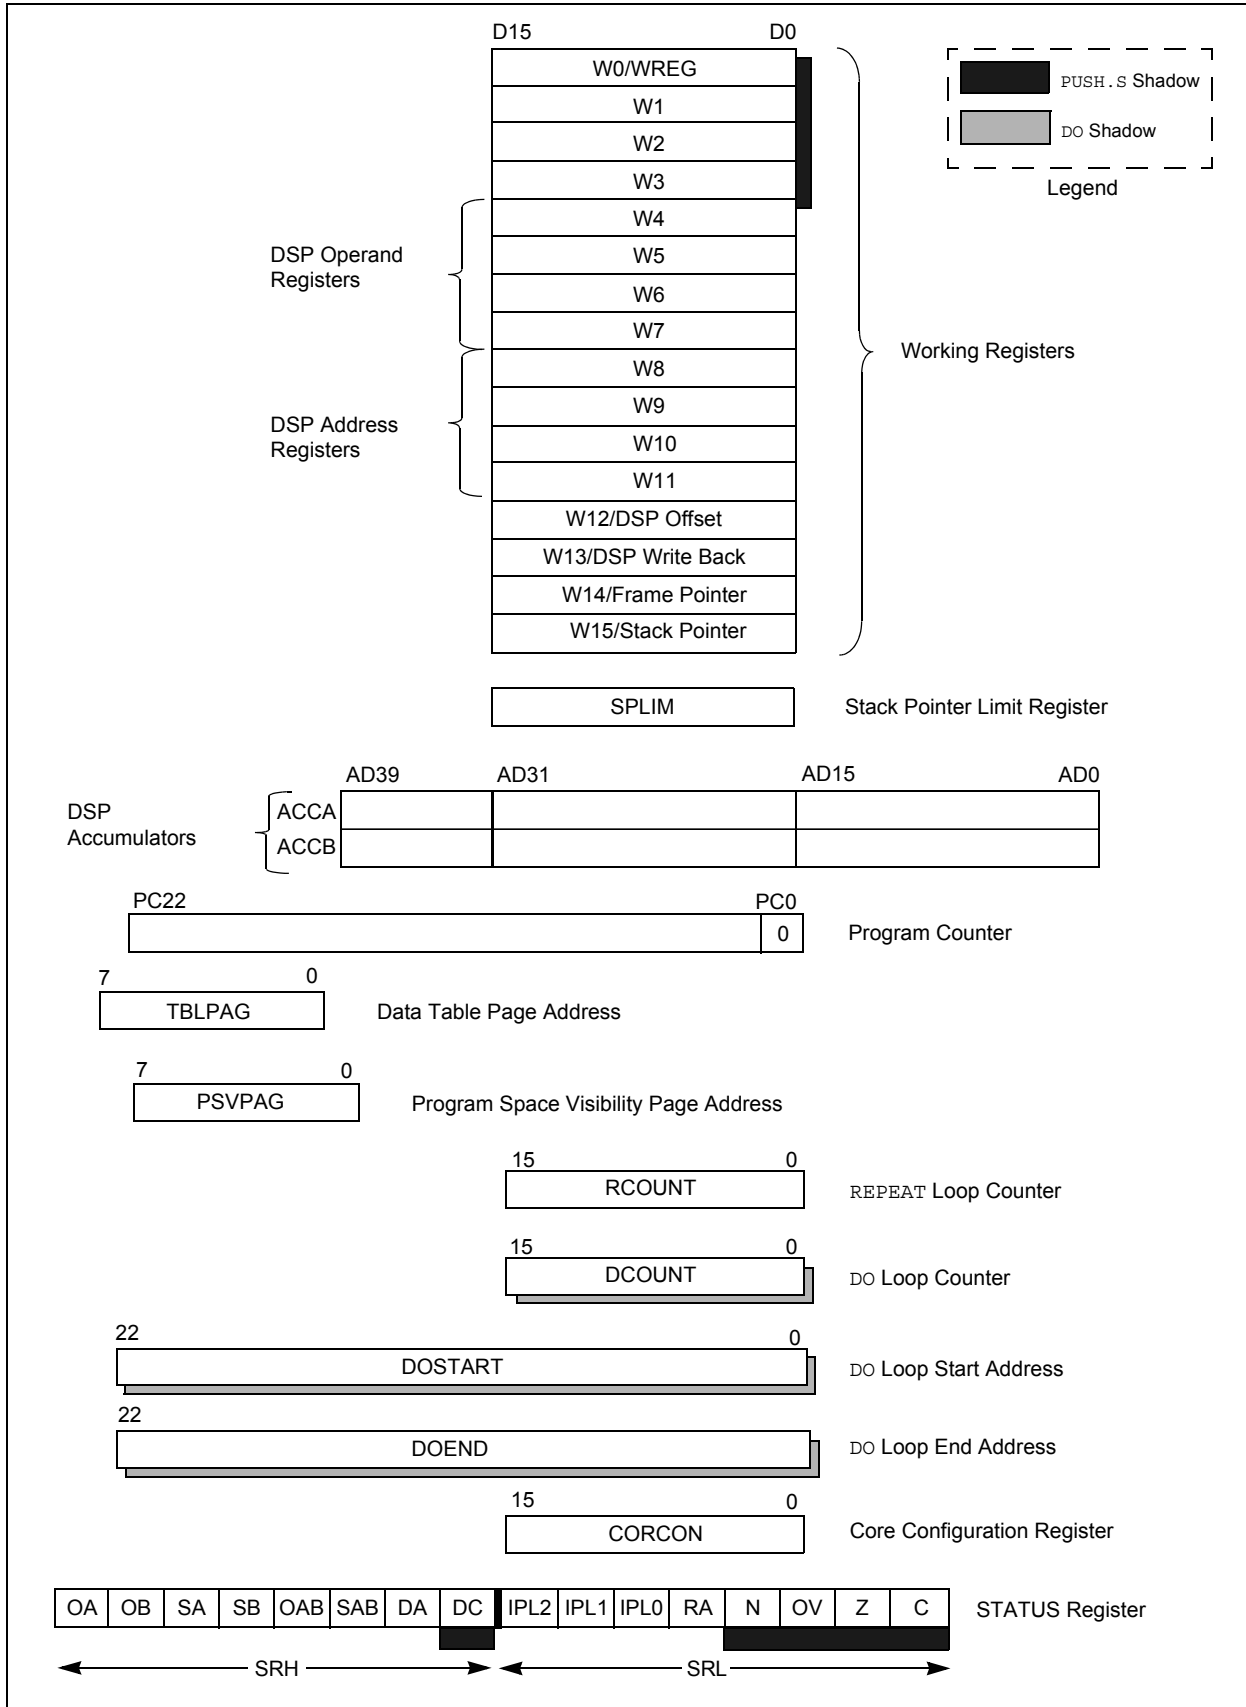 D15 D0
W0/WREG
W1
W2
W3
W4
W5
W6
W7
W8
W9
W10
W11
W12/DSP Offset
W13/DSP Write Back
W14/Frame Pointer
W15/Stack Pointer
PUSH.S Shadow
DO Shadow
Legend
DSP Operand
Registers
DSP Address
Registers
Working Registers
SPLIM Stack Pointer Limit Register
AD39 AD31 AD15 AD0
DSP
Accumulators
ACCA
ACCB
PC22 PC0
0 Program Counter
7 0
TBLPAG Data Table Page Address
7 0
PSVPAG Program Space Visibility Page Address
15 0
RCOUNT REPEAT Loop Counter
15 0
DCOUNT DO Loop Counter
22 0
DOSTART DO Loop Start Address
22
DOEND DO Loop End Address
15 0
CORCON Core Configuration Register
OA OB SA SB OAB SAB DA DC IPL2 IPL1 IPL0 RA N OV Z C STATUS Register
SRH SRL